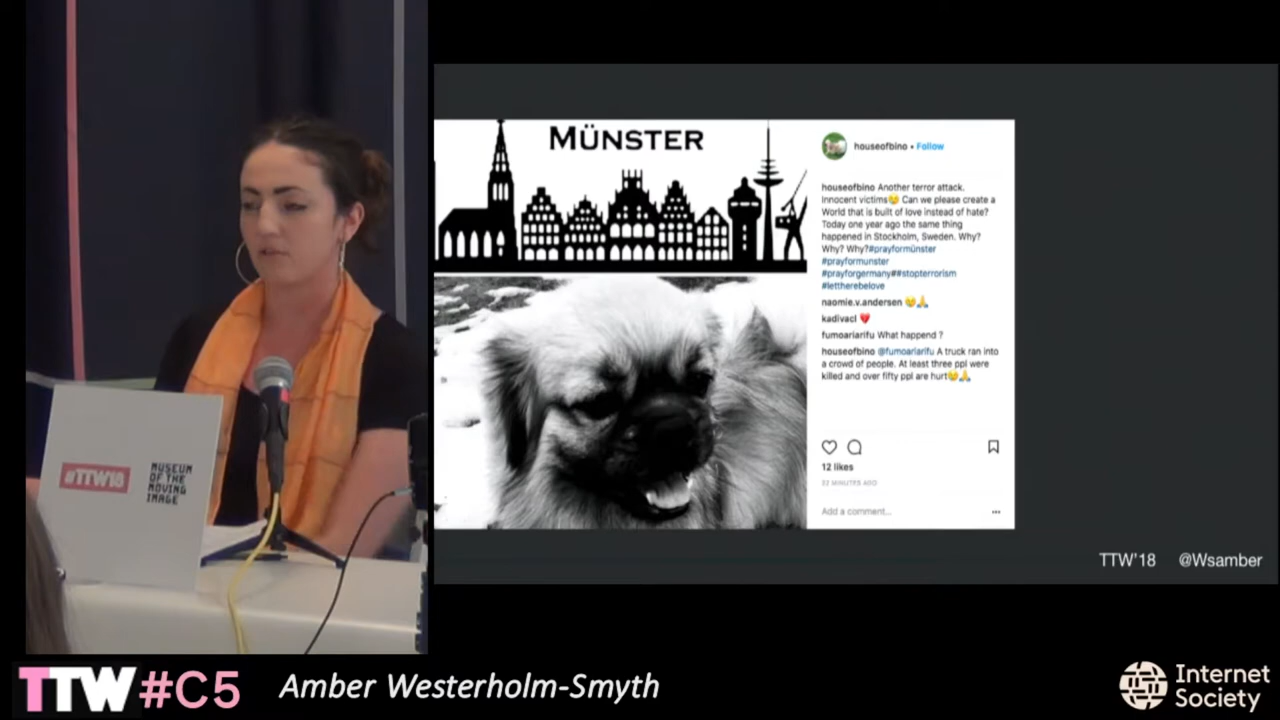 #TTW18
MUSEUM
OF THE
MOVING
IMAGE
MÜNSTER
houseofbino • Follow
houseofbino Another terror attack.
Innocent victims😢 Can we please create a
World that is built of love instead of hate?
Today one year ago the same thing
happened in Stockholm, Sweden. Why?
Why? Why?#prayformünster
#prayformunster
#prayforgermany##stopterrorism
#lettherebelove
naomie.v.andersen 😢🙏
kadivacl 💔
fumoariarifu What happend ?
houseofbino @fumoariarifu A truck ran into
a crowd of people. At least three ppl were
killed and over fifty ppl are hurt😢🙏
12 likes
32 MINUTES AGO
Add a comment...
TTW'18 @Wsamber
TTW#C5 Amber Westerholm-Smyth
Internet
Society